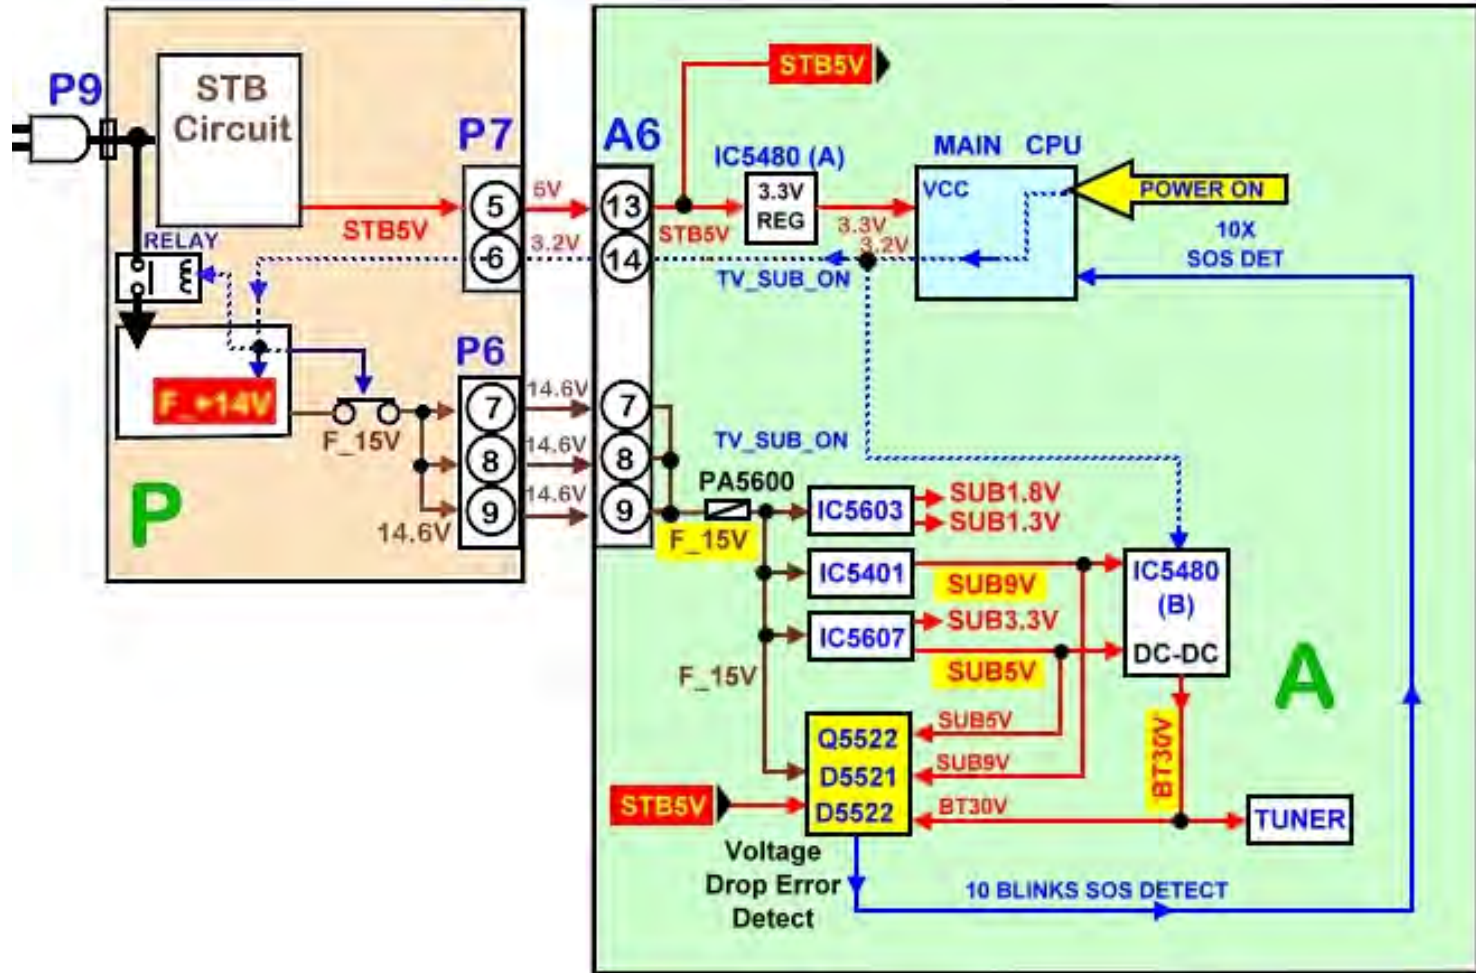 P9
STB
Circuit
P7
A6
STB5V
IC5480 (A)
3.3V
REG
MAIN CPU
VCC
POWER ON
10X
SOS DET
5
6
13
14
5V
3.2V
STB5V
STB5V
3.3V
3.2V
TV_SUB_ON
RELAY
F_+14V
F_15V
P6
7
8
9
14.6V
14.6V
14.6V
14.6V
7
8
9
P
TV_SUB_ON
PA5600
F_15V
IC5603
SUB1.8V
SUB1.3V
IC5401
SUB9V
IC5607
SUB3.3V
SUB5V
IC5480
(B)
DC-DC
A
F_15V
Q5522
D5521
D5522
SUB5V
SUB9V
BT30V
STB5V
BT30V
TUNER
Voltage
Drop Error
Detect
10 BLINKS SOS DETECT